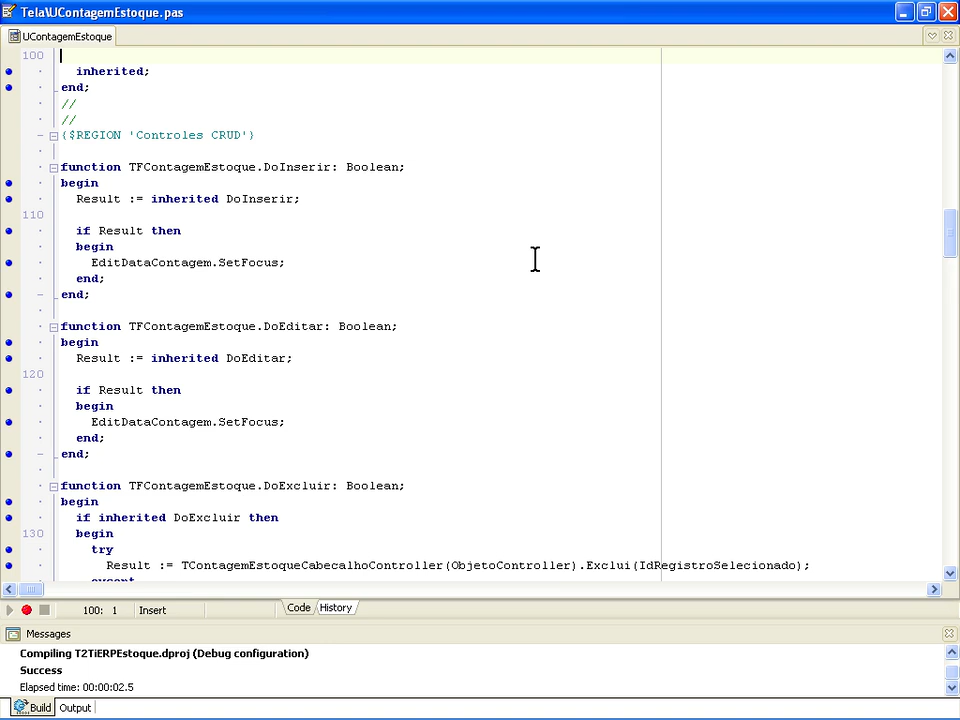 Tela\UContagemEstoque.pas
UContagemEstoque
100
inherited;
end;
//
//
{$REGION 'Controles CRUD'}
function TFContagemEstoque.DoInserir: Boolean;
begin
Result := inherited DoInserir;
110
if Result then
begin
EditDataContagem.SetFocus;
end;
end;
function TFContagemEstoque.DoEditar: Boolean;
begin
Result := inherited DoEditar;
120
if Result then
begin
EditDataContagem.SetFocus;
end;
end;
function TFContagemEstoque.DoExcluir: Boolean;
begin
if inherited DoExcluir then
130 begin
try
Result := TContagemEstoqueCabecalhoController(ObjetoController).Exclui(IdRegistroSelecionado);
except
100: 1 Insert Code History
Messages
Compiling T2TiERPEstoque.dproj (Debug configuration)
Success
Elapsed time: 00:00:02.5
Build Output